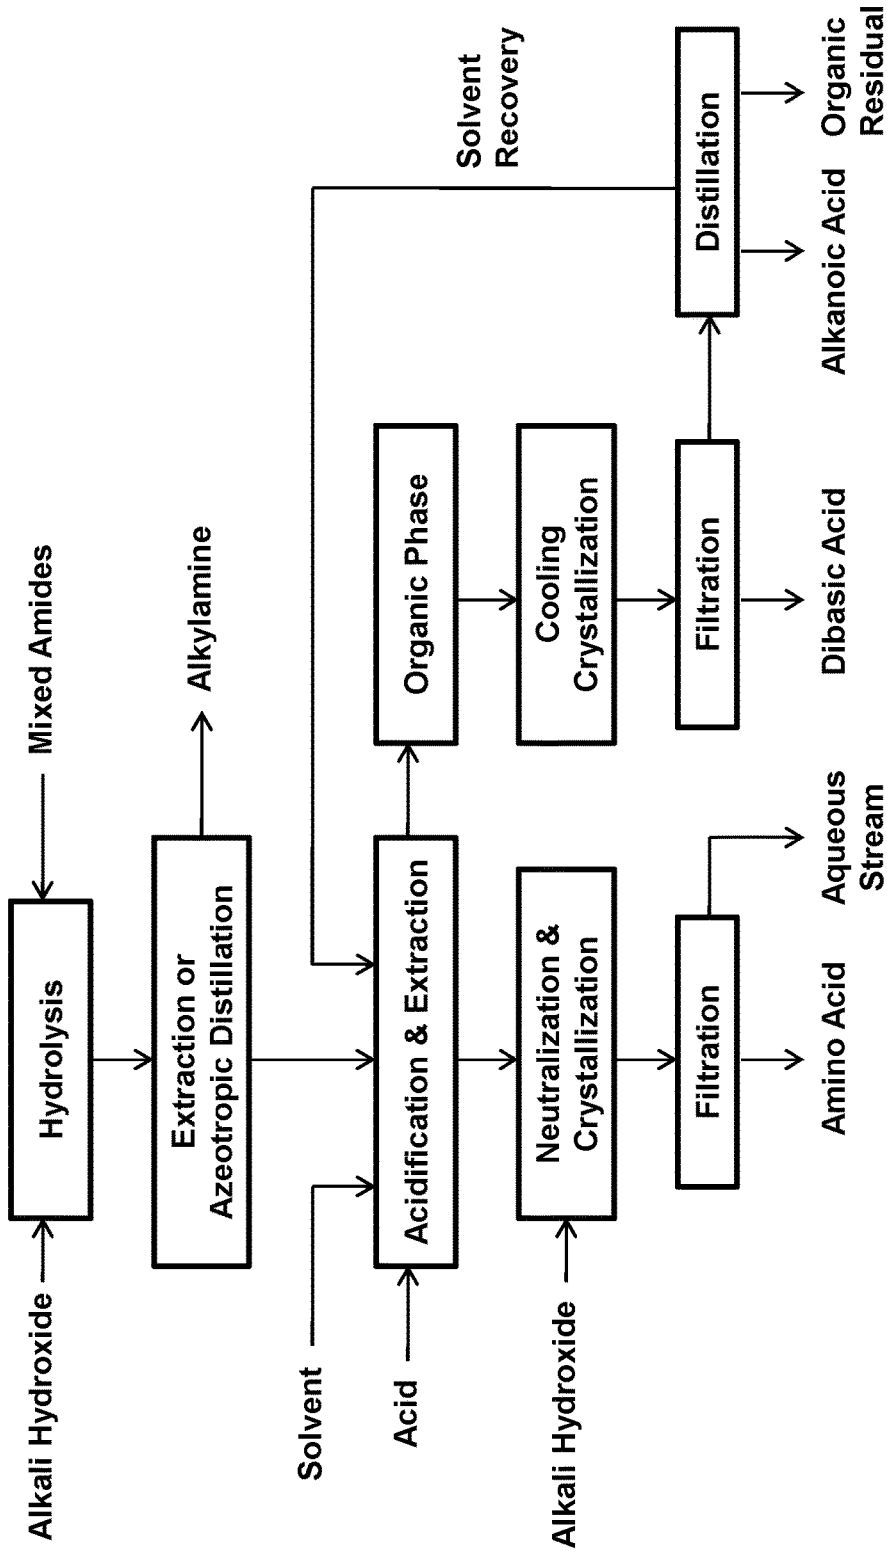 Alkali Hydroxide
Hydrolysis
Mixed Amides
Extraction or
Azeotropic Distillation
Alkylamine
Solvent
Acid
Acidification & Extraction
Organic Phase
Solvent
Recovery
Alkali Hydroxide
Neutralization &
Crystallization
Cooling
Crystallization
Filtration
Filtration
Distillation
Amino Acid
Aqueous
Stream
Dibasic Acid
Alkanoic Acid
Organic
Residual